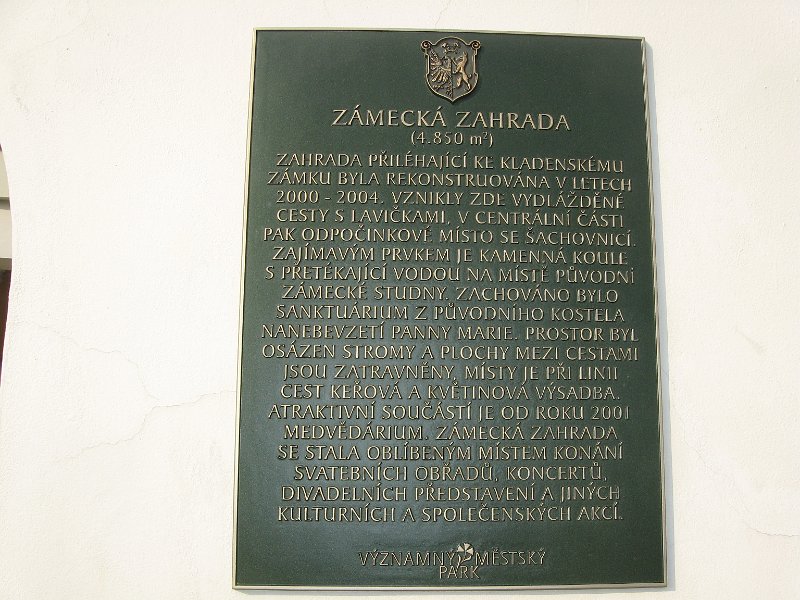 ZÁMECKÁ ZAHRADA
(4.850 m²)
ZAHRADA PŘILÉHAJÍCÍ KE KLADENSKÉMU
ZÁMKU BYLA REKONSTRUOVÁNA V LETECH
2000 - 2004. VZNIKLY ZDE VYDLÁŽDĚNÉ
CESTY S LAVIČKAMI, V CENTRÁLNÍ ČÁSTI
PAK ODPOČINKOVÉ MÍSTO SE ŠACHOVNICÍ.
ZAJÍMAVÝM PRVKEM JE KAMENNÁ KOULE
S PŘETÉKAJÍCÍ VODOU NA MÍSTĚ PŮVODNÍ
ZÁMECKÉ STUDNY. ZACHOVÁNO BYLO
SANKTUÁRIUM Z PŮVODNÍHO KOSTELA
NANEBEVZETÍ PANNY MARIE. PROSTOR BYL
OSÁZEN STROMY A PLOCHY MEZI CESTAMI
JSOU ZATRAVNĚNY, MÍSTY JE PŘI LINII
CEST KEŘOVÁ A KVĚTINOVÁ VÝSADBA.
ATRAKTIVNÍ SOUČÁSTÍ JE OD ROKU 2001
MEDVĚDÁRIUM. ZÁMECKÁ ZAHRADA
SE STALA OBLÍBENÝM MÍSTEM KONÁNÍ
SVATEBNÍCH OBŘADŮ, KONCERTŮ,
DIVADELNÍCH PŘEDSTAVENÍ A JINÝCH
KULTURNÍCH A SPOLEČENSKÝCH AKCÍ.
VÝZNAMNÝ MĚSTSKÝ
PARK